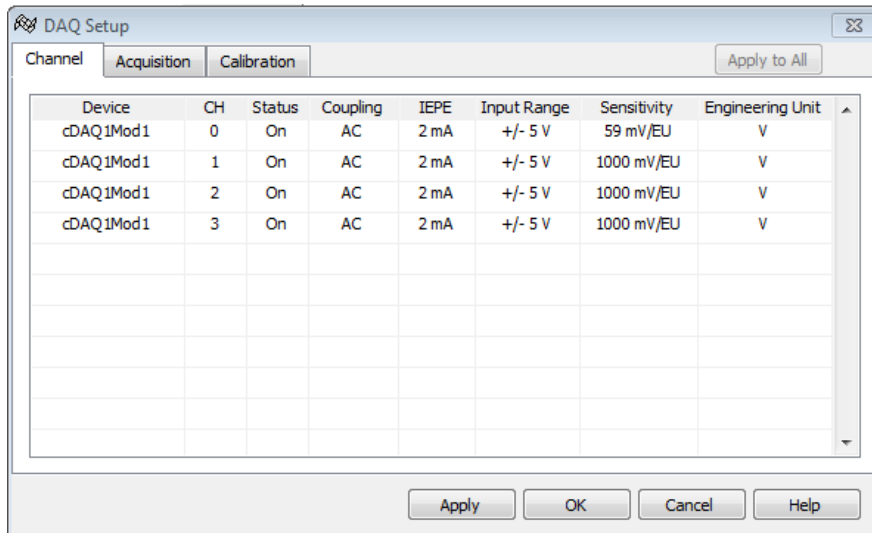 DAQ Setup
Channel Acquisition Calibration Apply to All
Device CH Status Coupling IEPE Input Range Sensitivity Engineering Unit
cDAQ1Mod1 0 On AC 2 mA +/- 5 V 59 mV/EU V
cDAQ1Mod1 1 On AC 2 mA +/- 5 V 1000 mV/EU V
cDAQ1Mod1 2 On AC 2 mA +/- 5 V 1000 mV/EU V
cDAQ1Mod1 3 On AC 2 mA +/- 5 V 1000 mV/EU V
Apply OK Cancel Help